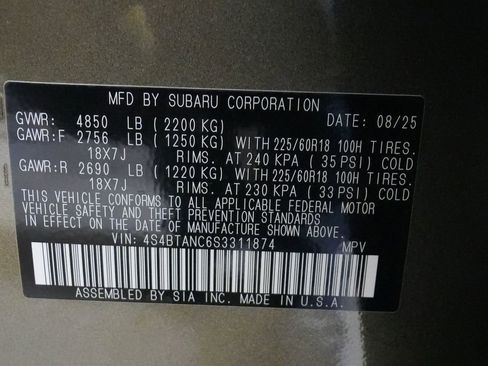 MFD BY SUBARU CORPORATION DATE: 08/25
GVWR: 4850 LB ( 2200 KG)
GAWR:F 2756 LB ( 1250 KG) WITH 225/60R18 100H TIRES.
18X7J RIMS. AT 240 KPA ( 35 PSI) COLD
GAWR:R 2690 LB ( 1220 KG) WITH 225/60R18 100H TIRES.
18X7J RIMS. AT 230 KPA ( 33 PSI) COLD
THIS VEHICLE CONFORMS TO ALL APPLICABLE FEDERAL MOTOR
VEHICLE SAFETY AND THEFT PREVENTION STANDARDS
IN EFFECT ON THE DATE OF MANUFACTURE SHOWN ABOVE.
VIN: 4S4BTANC6S3311874 MPV
ASSEMBLED BY SIA INC. MADE IN U.S.A.